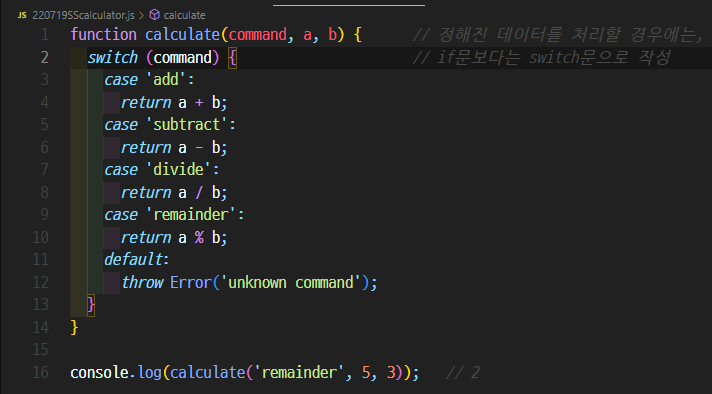 JS 220719SScalculator.js > calculate
1 function calculate(command, a, b) { // 정해진 데이터를 처리할 경우에는,
2 switch (command) { // if문보다는 switch문으로 작성
3 case 'add':
4 return a + b;
5 case 'subtract':
6 return a - b;
7 case 'divide':
8 return a / b;
9 case 'remainder':
10 return a % b;
11 default:
12 throw Error('unknown command');
13 }
14 }
15
16 console.log(calculate('remainder', 5, 3)); // 2